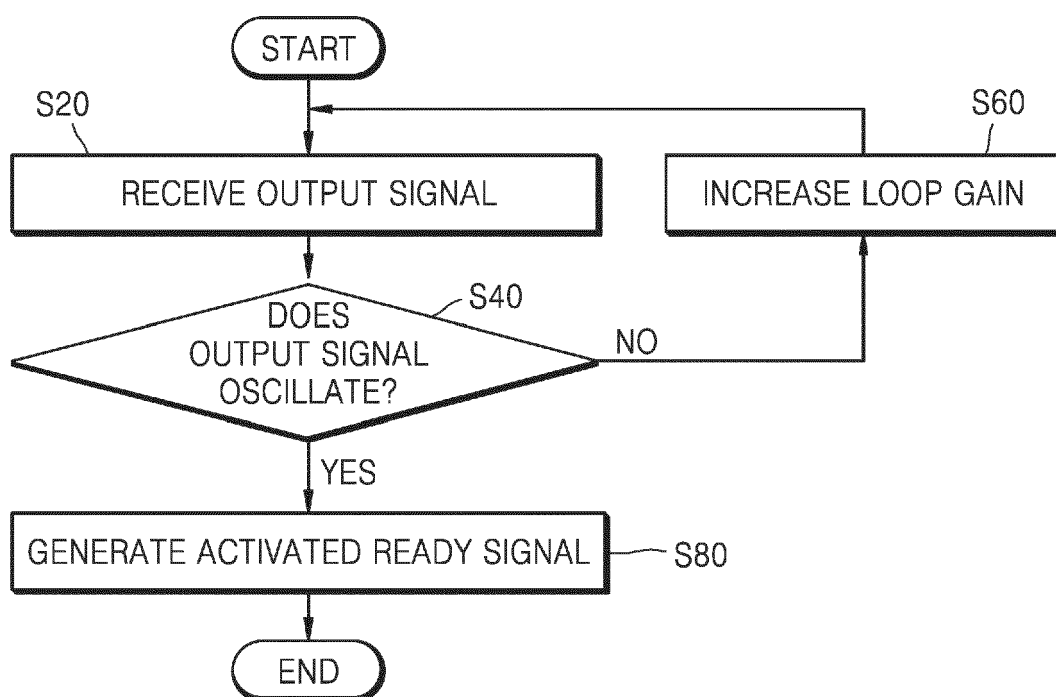 START
S20
S60
RECEIVE OUTPUT SIGNAL
INCREASE LOOP GAIN
S40
DOES
OUTPUT SIGNAL
OSCILLATE?
NO
YES
GENERATE ACTIVATED READY SIGNAL
S80
END